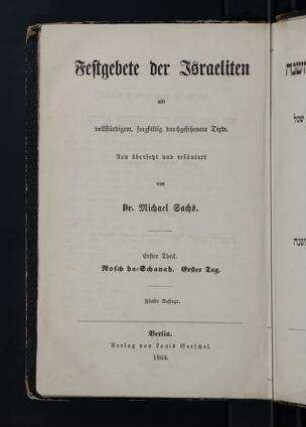 Festgebete der Israeliten
mit
vollständigem, sorgfältig durchgesehenem Texte.
Neu übersetzt und erläutert
von
Dr. Michael Sachs.
Erster Theil.
Rosch ha-Schanah. Erster Tag.
Fünfte Auflage.
Berlin.
Verlag von Louis Gerschel.
1864.